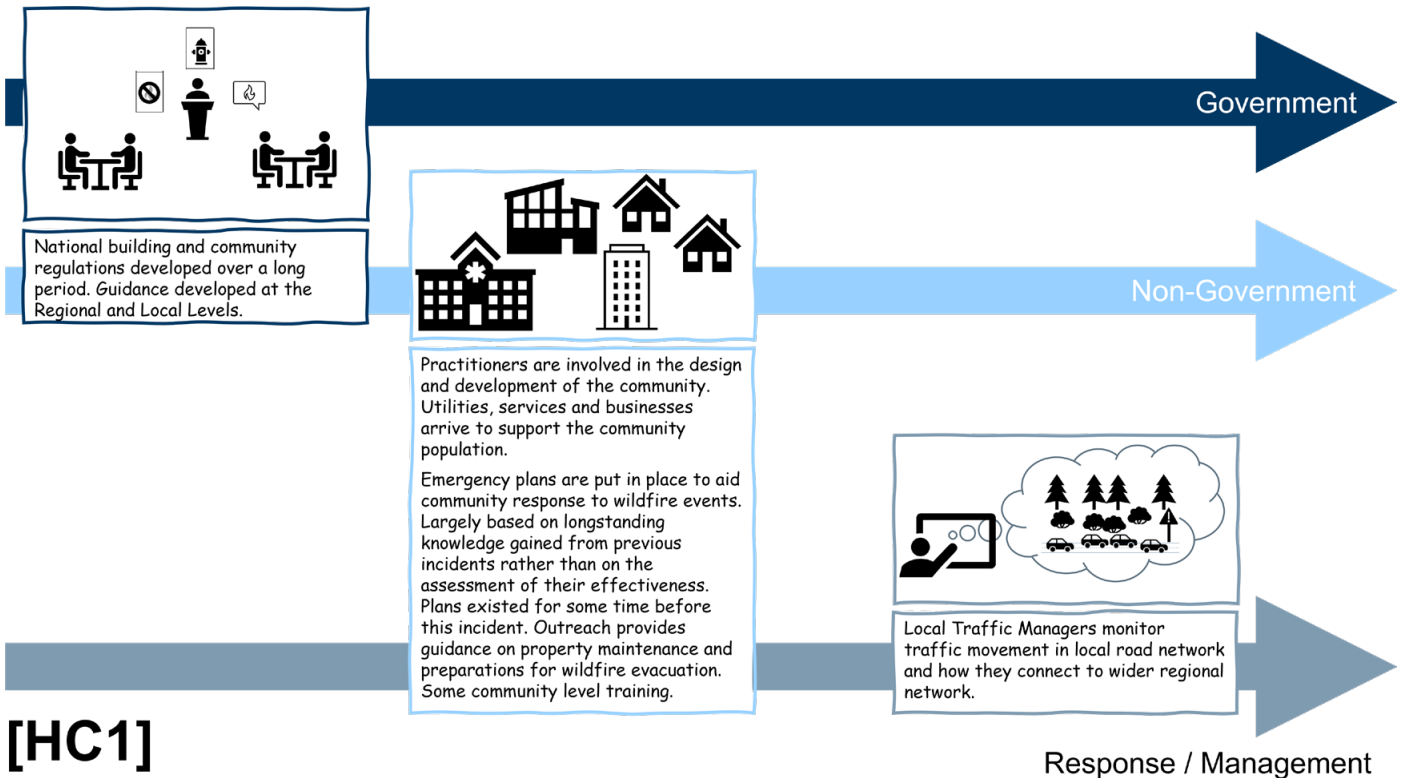 Government
National building and community
regulations developed over a long
period. Guidance developed at the
Regional and Local Levels.
Non-Government
Practitioners are involved in the design
and development of the community.
Utilities, services and businesses
arrive to support the community
population.
Emergency plans are put in place to aid
community response to wildfire events.
Largely based on longstanding
knowledge gained from previous
incidents rather than on the
assessment of their effectiveness.
Plans existed for some time before
this incident. Outreach provides
guidance on property maintenance and
preparations for wildfire evacuation.
Some community level training.
Local Traffic Managers monitor
traffic movement in local road network
and how they connect to wider regional
network.
[HC1]
Response / Management